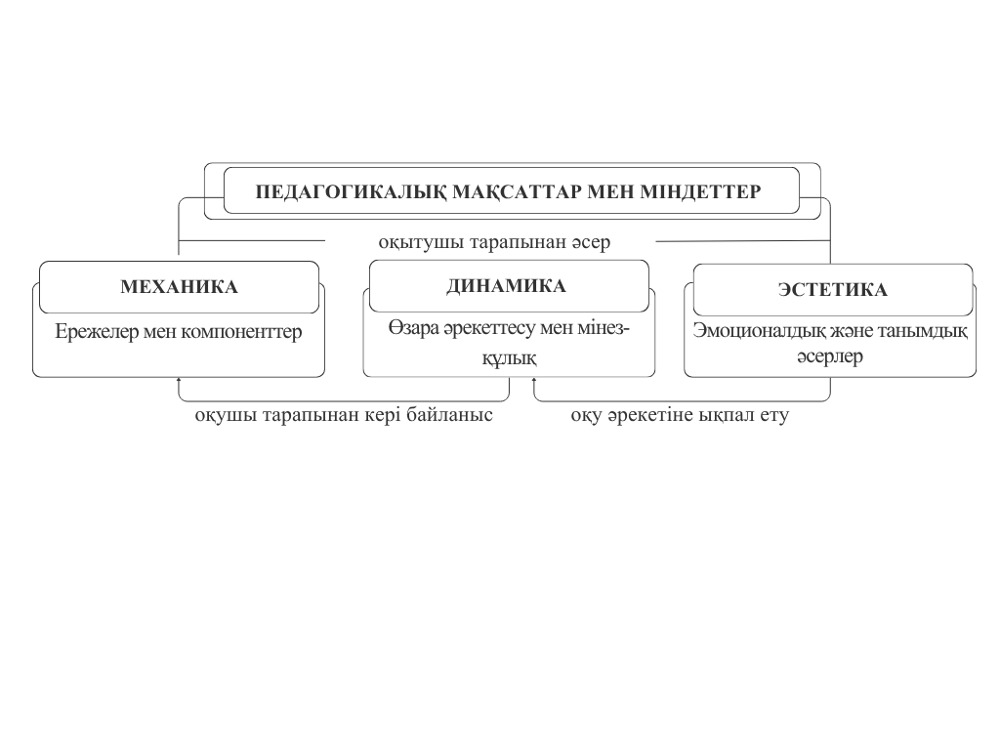 ПЕДАГОГИКАЛЫҚ МАҚСАТТАР МЕН МІНДЕТТЕР
оқытушы тарапынан әсер
МЕХАНИКА
Ережелер мен компоненттер
ДИНАМИКА
Өзара әрекеттесу мен мінез-
құлық
ЭСТЕТИКА
Эмоционалдық және танымдық
әсерлер
оқушы тарапынан кері байланыс
оқу әрекетіне ықпал ету